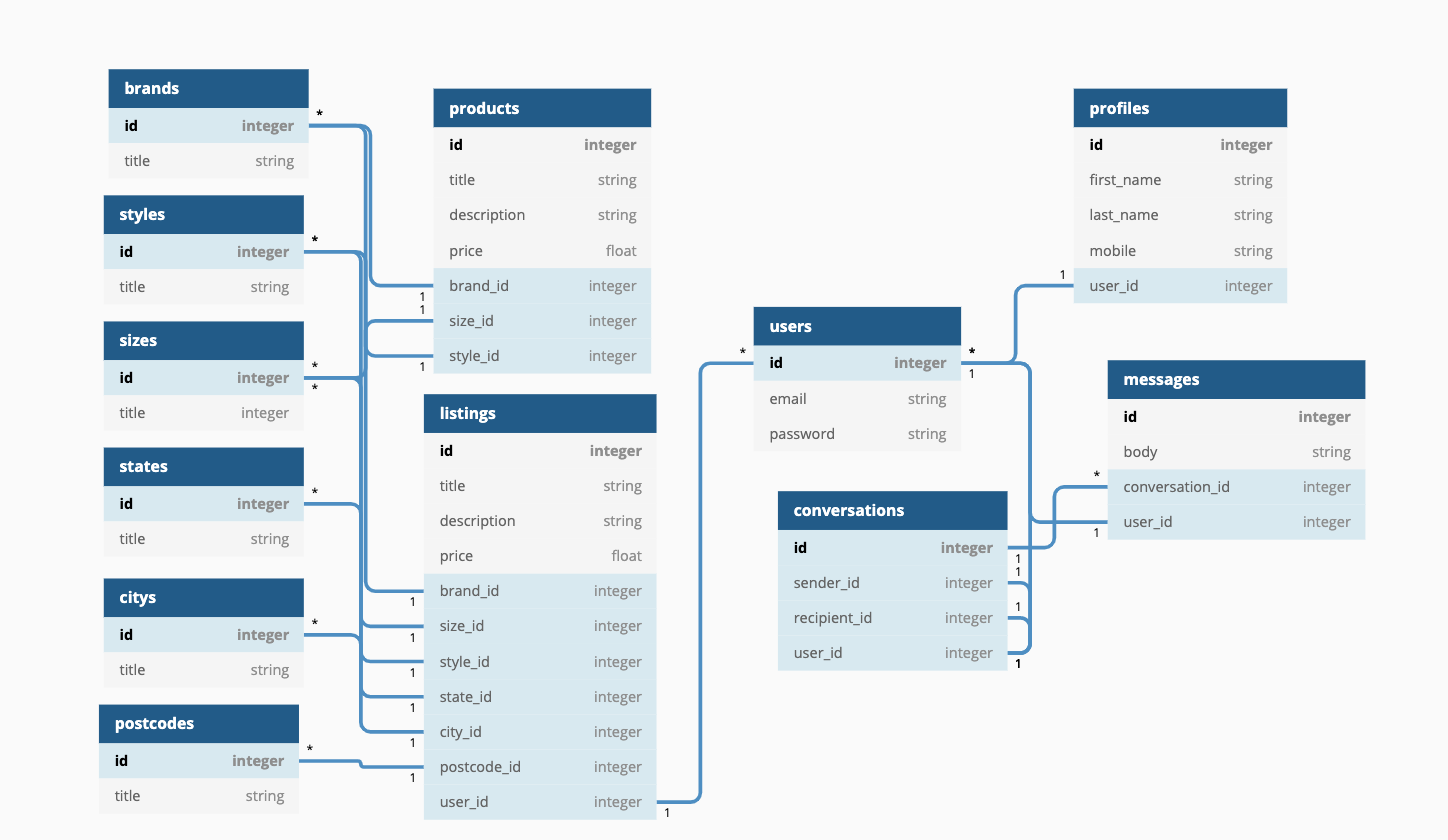 brands
id integer
title string
styles
id integer
title string
sizes
id integer
title integer
states
id integer
title string
citys
id integer
title string
postcodes
id integer
title string
products
id integer
title string
description string
price float
brand_id integer
size_id integer
style_id integer
listings
id integer
title string
description string
price float
brand_id integer
size_id integer
style_id integer
state_id integer
city_id integer
postcode_id integer
user_id integer
users
id integer
email string
password string
conversations
id integer
sender_id integer
recipient_id integer
user_id integer
profiles
id integer
first_name string
last_name string
mobile string
user_id integer
messages
id integer
body string
conversation_id integer
user_id integer
*
*
*
*
*
*
*
1
1
1
1
1
1
1
1
1
1
*
*
1
1
1
1
1
1
*
1